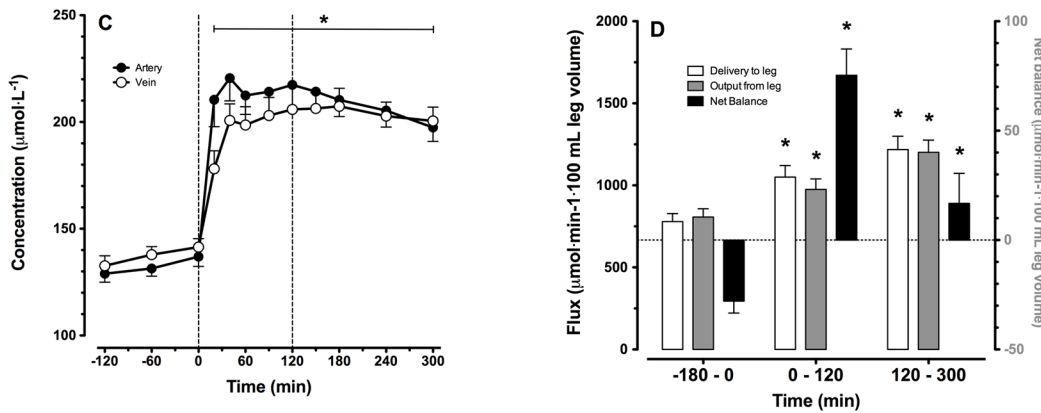 C
*
Artery
Vein
250
200
150
100
Concentration (µmol·L⁻¹)
-120 -60 0 60 120 180 240 300
Time (min)
D
Delivery to leg
Output from leg
Net Balance
* * * * * *
2000
1500
1000
500
0
Flux (µmol·min-1·100 mL leg volume)
100
50
0
-50
Net balance (µmol·min-1·100 mL leg volume)
-180 - 0 0 - 120 120 - 300
Time (min)